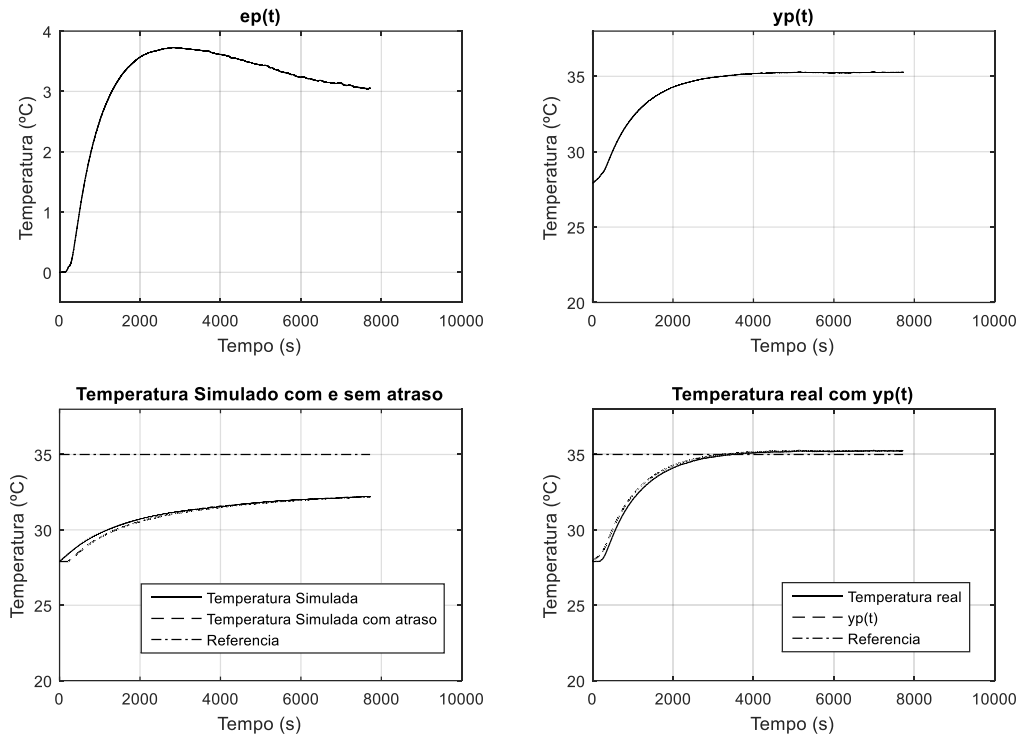 ep(t)
Temperatura (ºC)
4
3
2
1
0
0 2000 4000 6000 8000 10000
Tempo (s)
yp(t)
Temperatura (ºC)
35
30
25
20
0 2000 4000 6000 8000 10000
Tempo (s)
Temperatura Simulado com e sem atraso
Temperatura (ºC)
35
30
25
20
Temperatura Simulada
Temperatura Simulada com atraso
Referencia
0 2000 4000 6000 8000 10000
Tempo (s)
Temperatura real com yp(t)
Temperatura (ºC)
35
30
25
20
Temperatura real
yp(t)
Referencia
0 2000 4000 6000 8000 10000
Tempo (s)